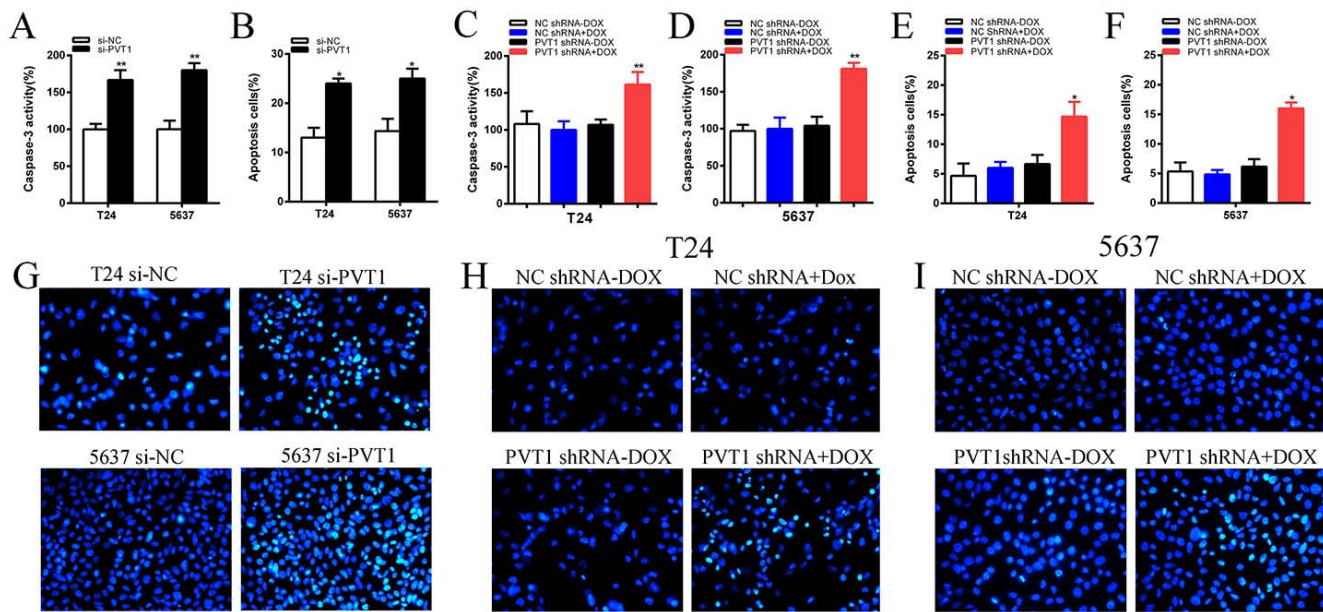 A
si-NC
si-PVT1
Caspase-3 activity(%)
200
150
100
50
0
**
**
T24
5637
B
si-NC
si-PVT1
Apoptosis cells(%)
40
30
20
10
0
*
*
T24
5637
C
NC shRNA-DOX
NC shRNA+DOX
PVT1 shRNA-DOX
PVT1 shRNA+DOX
Caspase-3 activity(%)
200
150
100
50
0
**
T24
D
NC shRNA-DOX
NC shRNA+DOX
PVT1 shRNA-DOX
PVT1 shRNA+DOX
Caspase-3 activity(%)
200
150
100
50
0
**
5637
E
NC shRNA-DOX
NC shRNA+DOX
PVT1 shRNA-DOX
PVT1 shRNA+DOX
Apoptosis cells(%)
25
20
15
10
5
0
*
T24
F
NC shRNA-DOX
NC shRNA+DOX
PVT1 shRNA-DOX
PVT1 shRNA+DOX
Apoptosis cells(%)
25
20
15
10
5
0
*
5637
G
T24 si-NC
T24 si-PVT1
5637 si-NC
5637 si-PVT1
T24
H
NC shRNA-DOX
NC shRNA+Dox
PVT1 shRNA-DOX
PVT1 shRNA+DOX
5637
I
NC shRNA-DOX
NC shRNA+DOX
PVT1shRNA-DOX
PVT1 shRNA+DOX